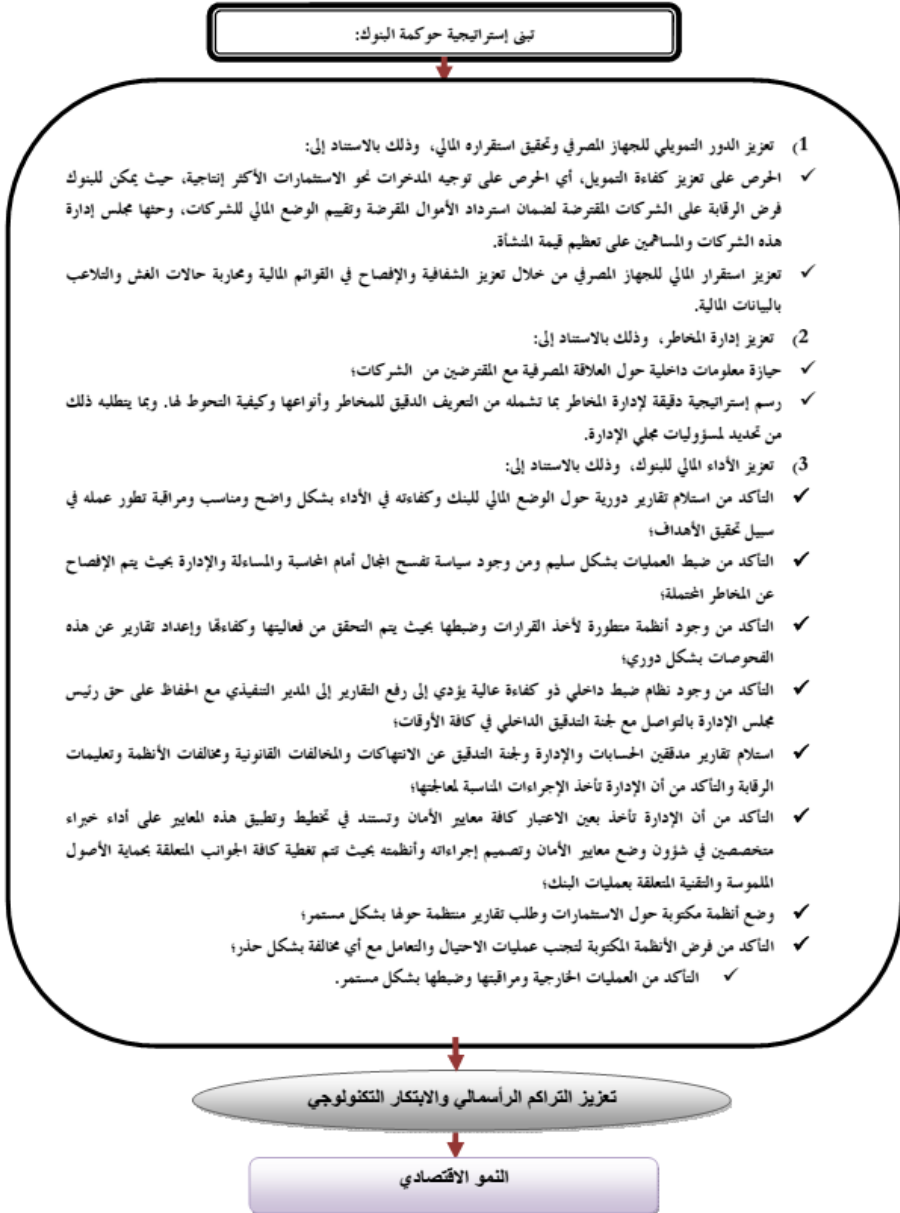 تبنى إستراتيجية حوكمة البنوك:
1) تعزيز الدور التمويلي للجهاز المصرفي وتحقيق استقراره المالي، وذلك بالاستناد إلى:
✓ الحرص على تعزيز كفاءة التمويل، أي الحرص على توجيه المدخرات نحو الاستثمارات الأكثر إنتاجية، حيث يمكن للبنوك
فرض الرقابة على الشركات المقترضة لضمان استرداد الأموال المقرضة وتقييم الوضع المالي للشركات، وحثها مجلس إدارة
هذه الشركات والمساهمين على تعظيم قيمة المنشأة.
✓ تعزيز استقرار المالي للجهاز المصرفي من خلال تعزيز الشفافية والإفصاح في القوائم المالية ومحاربة حالات الغش والتلاعب
بالبيانات المالية.
2) تعزيز إدارة المخاطر، وذلك بالاستناد إلى:
✓ حيازة معلومات داخلية حول العلاقة المصرفية مع المقترضين من الشركات؛
✓ رسم إستراتيجية دقيقة لإدارة المخاطر بما تشمله من التعريف الدقيق للمخاطر وأنواعها وكيفية التحوط لها. وبما يتطلبه ذلك
من تحديد لمسؤوليات مجلي الإدارة.
3) تعزيز الأداء المالي للبنوك، وذلك بالاستناد إلى:
✓ التأكد من استلام تقارير دورية حول الوضع المالي للبنك وكفاءته في الأداء بشكل واضح ومناسب ومراقبة تطور عمله في
سبيل تحقيق الأهداف؛
✓ التأكد من ضبط العمليات بشكل سليم ومن وجود سياسة تفسح المجال أمام المحاسبة والمساءلة والإدارة بحيث يتم الإفصاح
عن المخاطر المحتملة؛
✓ التأكد من وجود أنظمة متطورة لأخذ القرارات وضبطها بحيث يتم التحقق من فعاليتها وكفاءتها وإعداد تقارير عن هذه
الفحوصات بشكل دوري؛
✓ التأكد من وجود نظام ضبط داخلي ذو كفاءة عالية يؤدي إلى رفع التقارير إلى المدير التنفيذي مع الحفاظ على حق رئيس
مجلس الإدارة بالتواصل مع لجنة التدقيق الداخلي في كافة الأوقات؛
✓ استلام تقارير مدققين الحسابات والإدارة ولجنة التدقيق عن الانتهاكات والمخالفات القانونية ومخالفات الأنظمة وتعليمات
الرقابة والتأكد من أن الإدارة تأخذ الإجراءات المناسبة لمعالجتها؛
✓ التأكد من أن الإدارة تأخذ بعين الاعتبار كافة معايير الأمان وتستند في تخطيط وتطبيق هذه المعايير على أداء خبراء
متخصصين في شؤون وضع معايير الأمان وتصميم إجراءاته وأنظمته بحيث تتم تغطية كافة الجوانب المتعلقة بحماية الأصول
الملموسة والتقنية المتعلقة بعمليات البنك؛
✓ وضع أنظمة مكتوبة حول الاستثمارات وطلب تقارير منتظمة حولها بشكل مستمر؛
✓ التأكد من فرض الأنظمة المكتوبة لتجنب عمليات الاحتيال والتعامل مع أي مخالفة بشكل حذر؛
✓ التأكد من العمليات الخارجية ومراقبتها وضبطها بشكل مستمر.
تعزيز التراكم الرأسمالي والابتكار التكنولوجي
النمو الاقتصادي